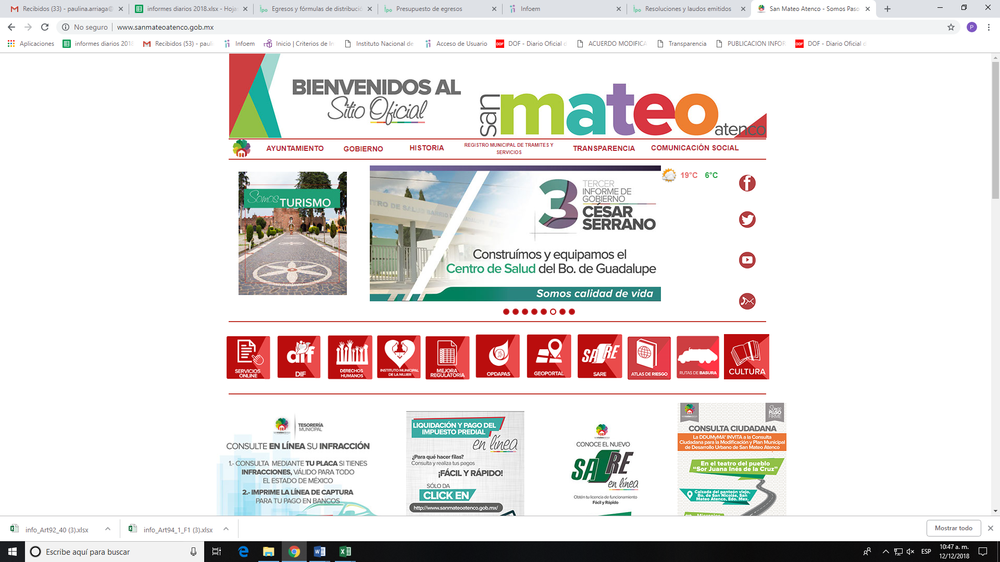 Recibidos (33) - paulina.arriaga@
informes diarios 2018.xlsx - Hoja
Egresos y fórmulas de distribució
Presupuesto de egresos
Infoem
Resoluciones y laudos emitidos
San Mateo Atenco - Somos Paso
No seguro
www.sanmateoatenco.gob.mx
P
Aplicaciones
informes diarios 2018
Recibidos (53) - pauli
Infoem
Inicio | Criterios de In
Instituto Nacional de
Acceso de Usuario
DOF - Diario Oficial d
ACUERDO MODIFICA
Transparencia
PUBLICACION INFOR
DOF - Diario Oficial d
BIENVENIDOS AL
Sitio Oficial
san mateo atenco
AYUNTAMIENTO
GOBIERNO
HISTORIA
REGISTRO MUNICIPAL DE TRAMITES Y
SERVICIOS
TRANSPARENCIA
COMUNICACIÓN SOCIAL
Somos TURISMO
CENTRO DE SALUD BARRIO DE GUADALUPE
3
TERCER
INFORME DE
GOBIERNO
CÉSAR
SERRANO
Construímos y equipamos el
Centro de Salud del Bo. de Guadalupe
Somos calidad de vida
19°C 6°C
SERVICIOS
ONLINE
dif
DIF
DERECHOS
HUMANOS
INSTITUTO MUNICIPAL
DE LA MUJER
MEJORA
REGULATORIA
OPDAPAS
GEOPORTAL
SARE
SARE
ATLAS DE RIESGO
RUTAS DE BASURA
CULTURA
sanmateoatenco
TESORERÍA
MUNICIPAL
CONSULTE EN LÍNEA SU INFRACCIÓN
1.- CONSULTA MEDIANTE TU PLACA SI TIENES
INFRACCIONES, VÁLIDO PARA TODO
EL ESTADO DE MÉXICO
2.- IMPRIME LA LÍNEA DE CAPTURA
PARA TU PAGO EN BANCOS
LIQUIDACIÓN Y PAGO DEL
IMPUESTO PREDIAL
en línea
¿Para qué hacer filas?
Consulta y realiza tus pagos
¡FÁCIL Y RÁPIDO!
SÓLO DA
CLICK EN
http://www.sanmateoatenco.gob.mx/
sanmateoatenco
CONOCE EL NUEVO
SARE
en línea
Obtén tu licencia de funcionamiento
Fácil y Rápido
sanmateoatenco
Somos
PASO
FIRME
CONSULTA CIUDADANA
La DDUMyMA INVITA a la Consulta
Ciudadana para la Modificación y Plan Municipal
de Desarrollo Urbano de San Mateo Atenco
En el teatro del pueblo
"Sor Juana Inés de la Cruz"
Calzada del panteón viejo,
Bo. de San Nicolás, San
Mateo Atenco, Edo. Mex.
Miercoles
info_Art92_40 (3).xlsx
info_Art94_1_F1 (3).xlsx
Mostrar todo
Escribe aquí para buscar
ESP
10:47 a. m.
12/12/2018